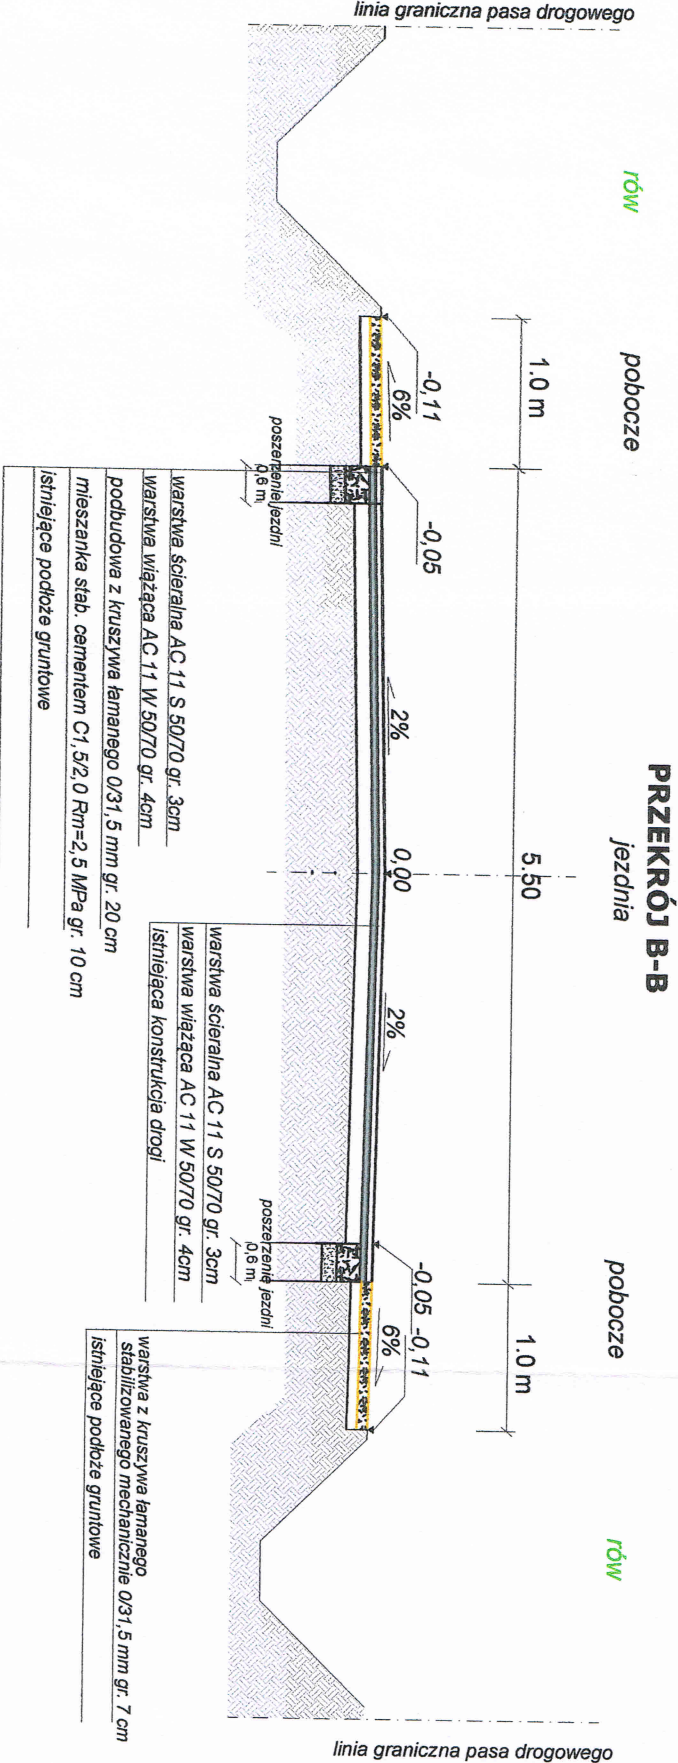 linia graniczna pasa drogowego
PRZEKRÓJ B-B
rów
pobocze
jezdnia
pobocze
rów
1.0 m
5.50
1.0 m
-0,11
6%
-0,05
2%
0,00
2%
-0,05
-0,11
6%
poszerzenie jezdni
0,6 m
warstwa ścieralna AC 11 S 50/70 gr. 3cm
warstwa wiążąca AC 11 W 50/70 gr. 4cm
podbudowa z kruszywa łamanego 0/31,5 mm gr. 20 cm
mieszanka stab. cementem C1,5/2,0 Rm=2,5 MPa gr. 10 cm
istniejące podłoże gruntowe
warstwa ścieralna AC 11 S 50/70 gr. 3cm
warstwa wiążąca AC 11 W 50/70 gr. 4cm
istniejąca konstrukcja drogi
poszerzenie jezdni
0,6 m
warstwa z kruszywa łamanego
stabilizowanego mechanicznie 0/31,5 mm gr. 7 cm
istniejące podłoże gruntowe
linia graniczna pasa drogowego